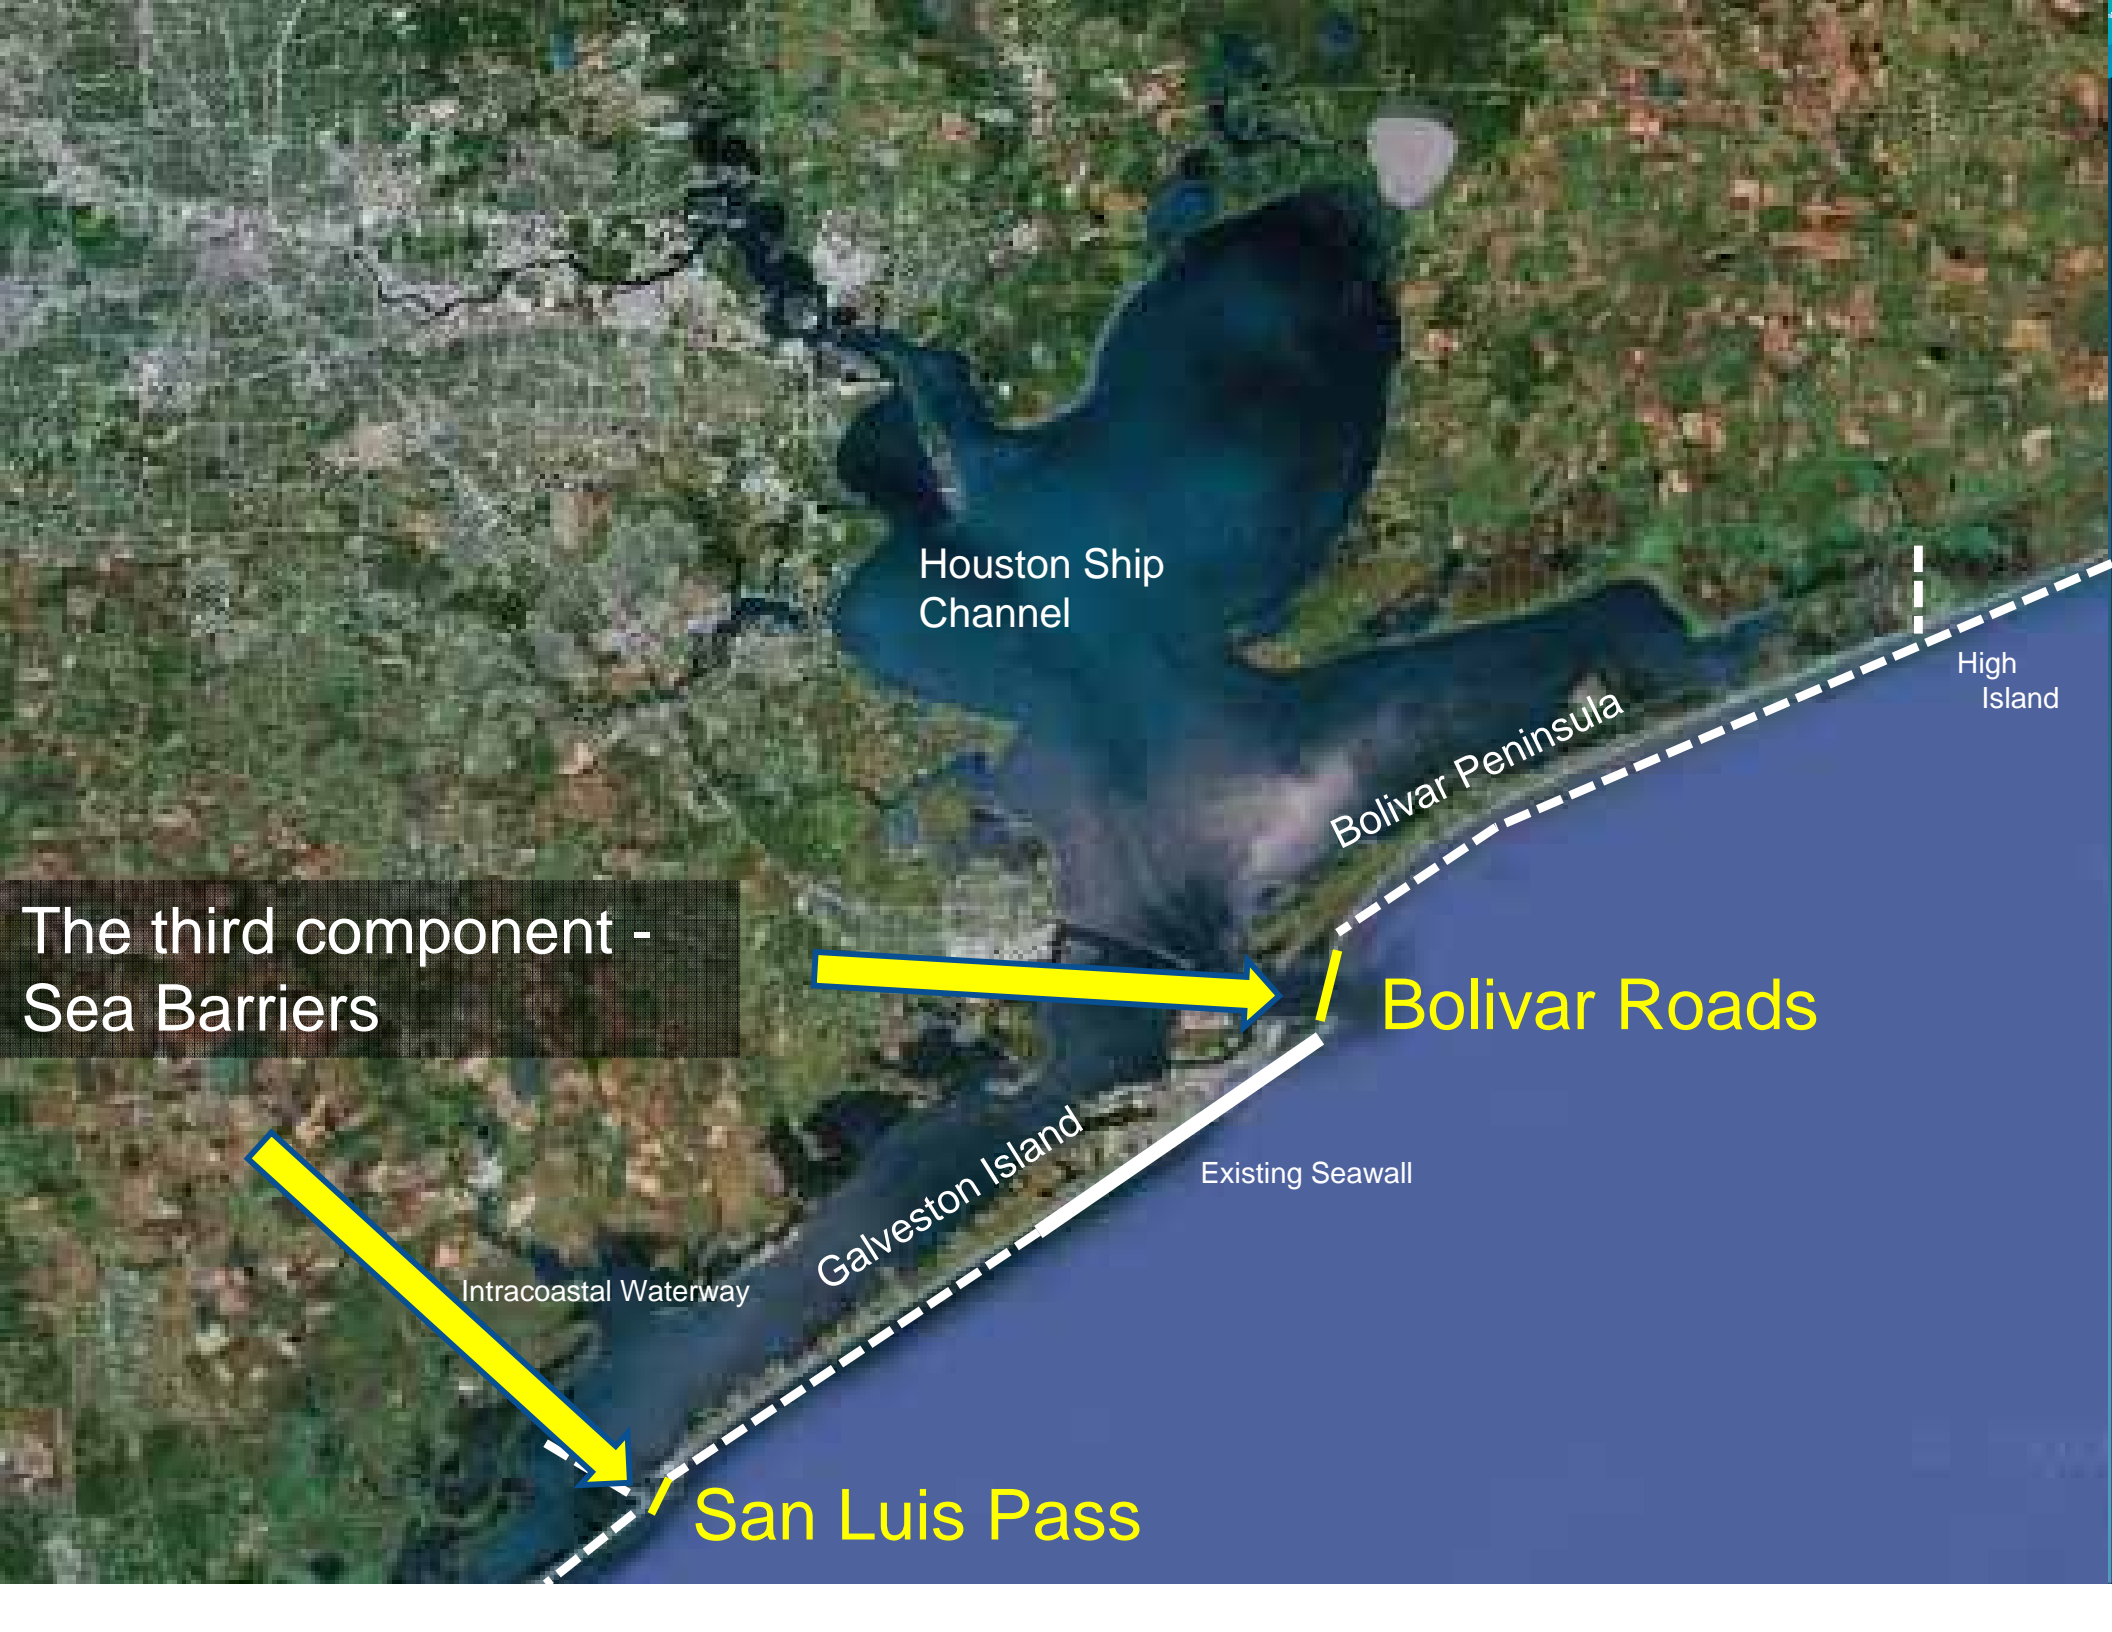 Houston Ship
Channel
High
Island
Bolivar Peninsula
The third component -
Sea Barriers
Bolivar Roads
Galveston Island
Existing Seawall
Intracoastal Waterway
San Luis Pass